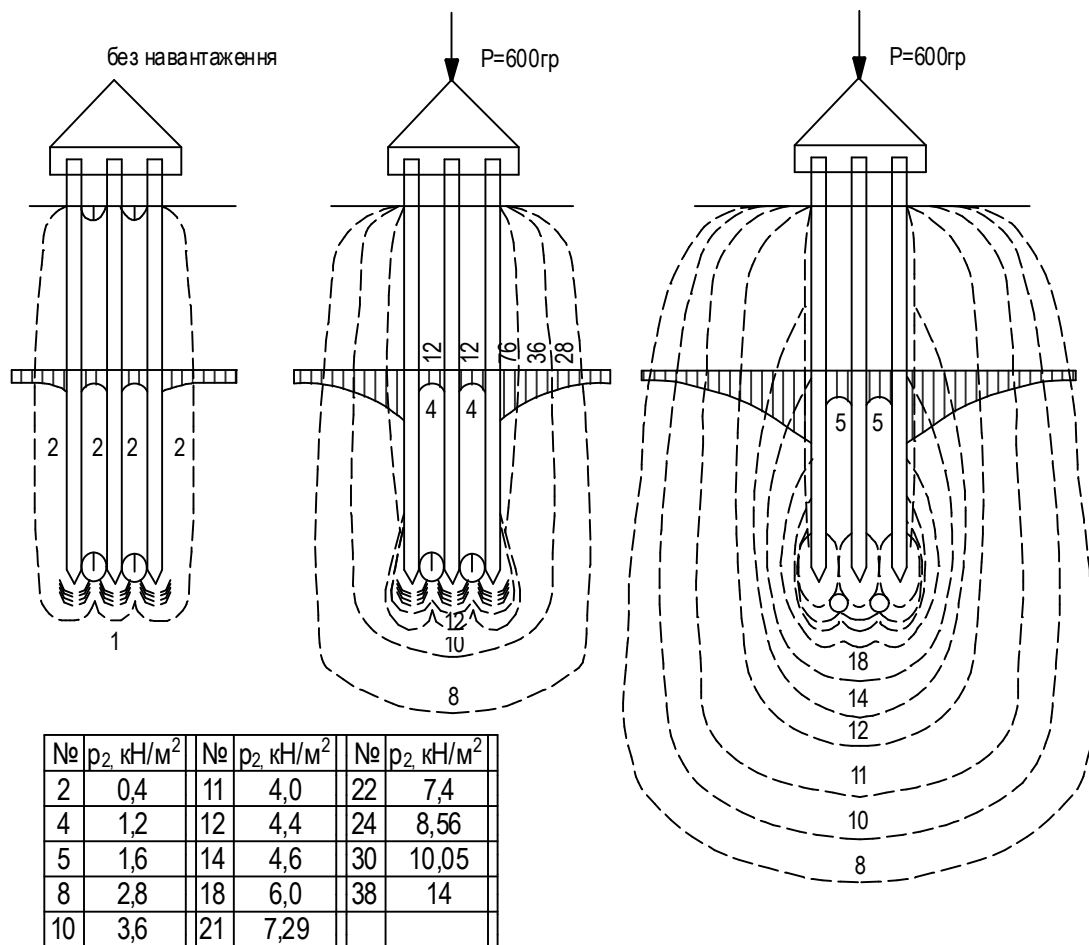 без навантаження
P=600гр
P=600гр
12 12 76 36 28
4 4
5 5
2 2 2 2
1
12
10
8
18
14
12
11
10
8
№ p2, кН/м² № p2, кН/м² № p2, кН/м²
2 0,4 11 4,0 22 7,4
4 1,2 12 4,4 24 8,56
5 1,6 14 4,6 30 10,05
8 2,8 18 6,0 38 14
10 3,6 21 7,29